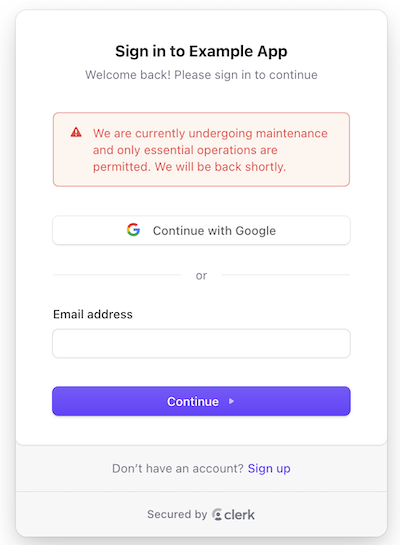 Sign in to Example App
Welcome back! Please sign in to continue
We are currently undergoing maintenance
and only essential operations are
permitted. We will be back shortly.
Continue with Google
or
Email address
Continue
Don’t have an account? Sign up
Secured by clerk